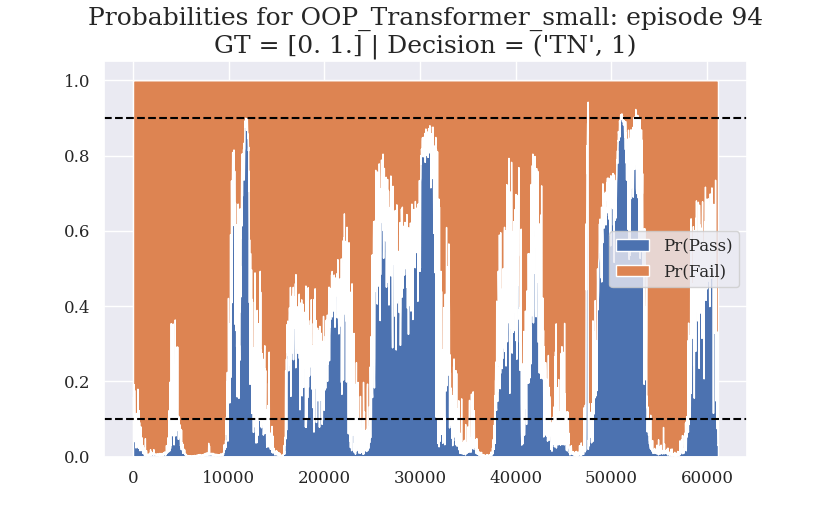 Probabilities for OOP_Transformer_small: episode 94
GT = [0. 1.] | Decision = ('TN', 1)
1.0
0.8
0.6
0.4
0.2
0.0
Pr(Pass)
Pr(Fail)
0 10000 20000 30000 40000 50000 60000